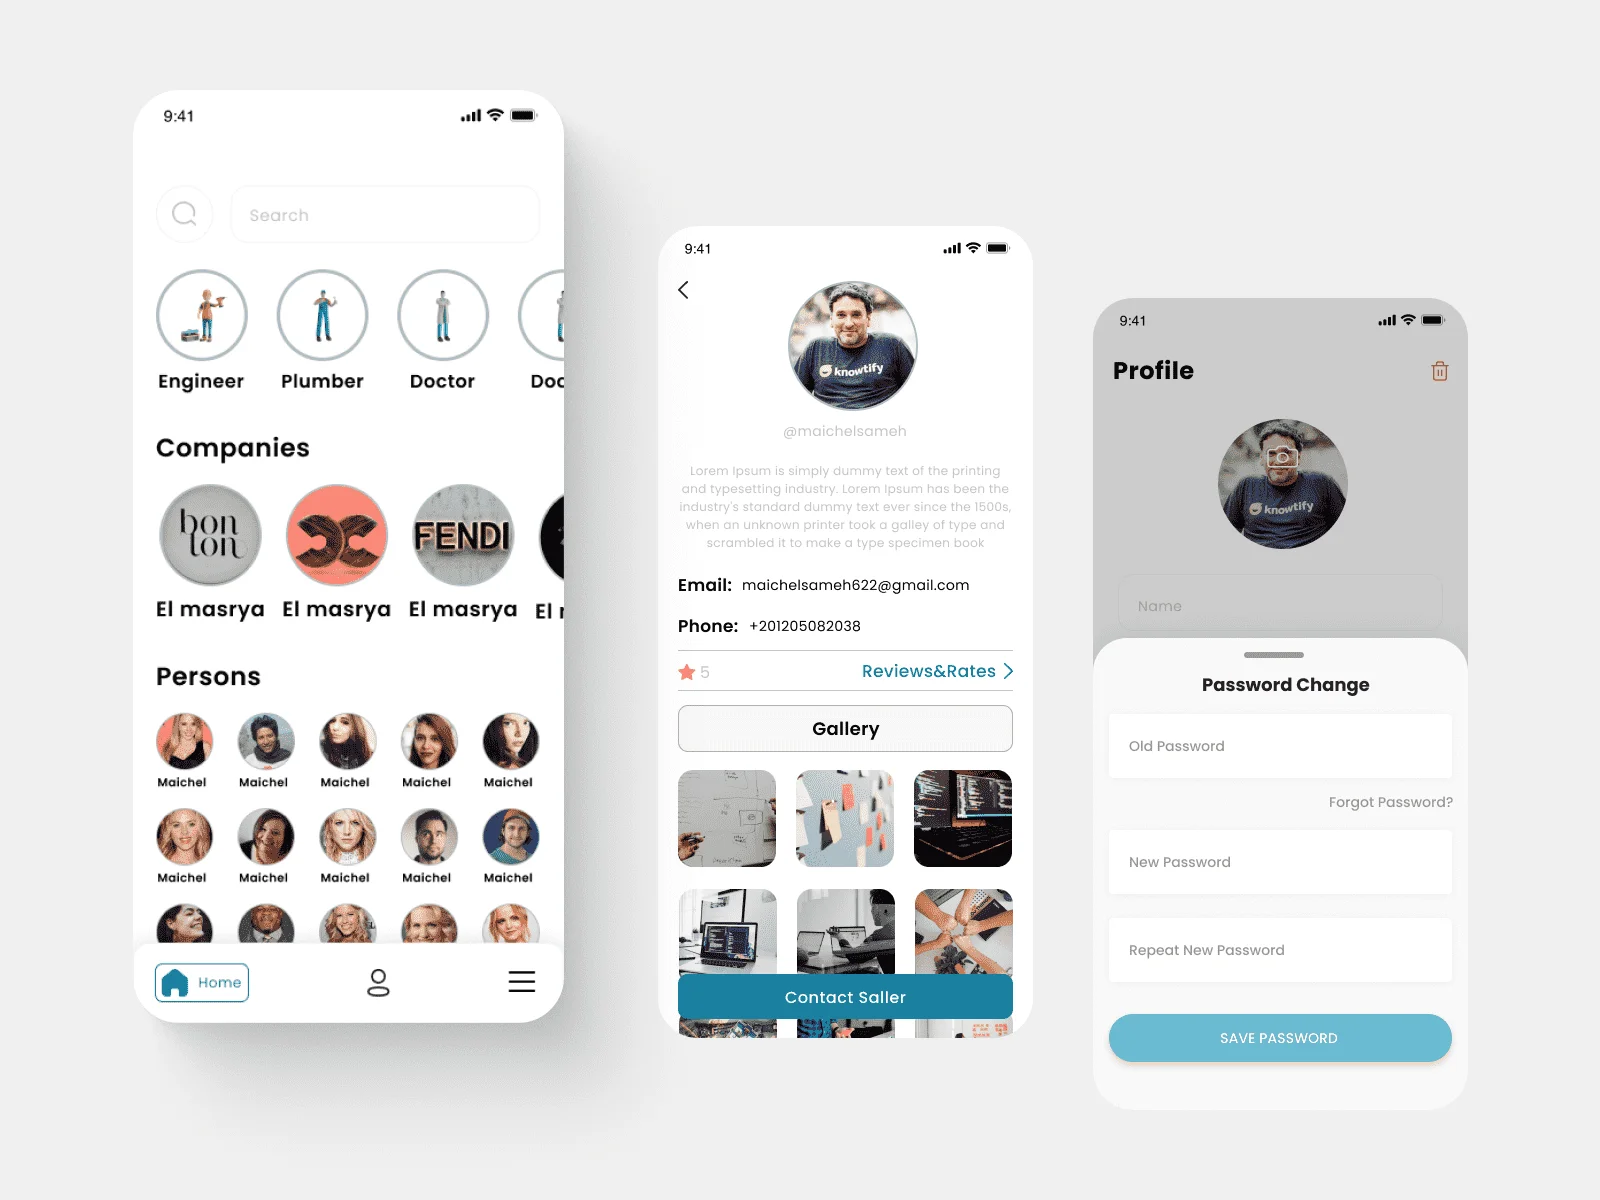 9:41
Search
Engineer
Plumber
Doctor
Doc
Companies
bon
ton
FENDI
El masrya
El masrya
El masrya
El
Persons
Maichel
Maichel
Maichel
Maichel
Maichel
Maichel
Maichel
Maichel
Maichel
Maichel
Home
9:41
knowtify
@maichelsameh
Lorem Ipsum is simply dummy text of the printing
and typesetting industry. Lorem Ipsum has been the
industry's standard dummy text ever since the 1500s,
when an unknown printer took a galley of type and
scrambled it to make a type specimen book
Email: maichelsameh622@gmail.com
Phone: +201205082038
5
Reviews&Rates
Gallery
Contact Saller
9:41
Profile
knowtify
Name
Password Change
Old Password
Forgot Password?
New Password
Repeat New Password
SAVE PASSWORD